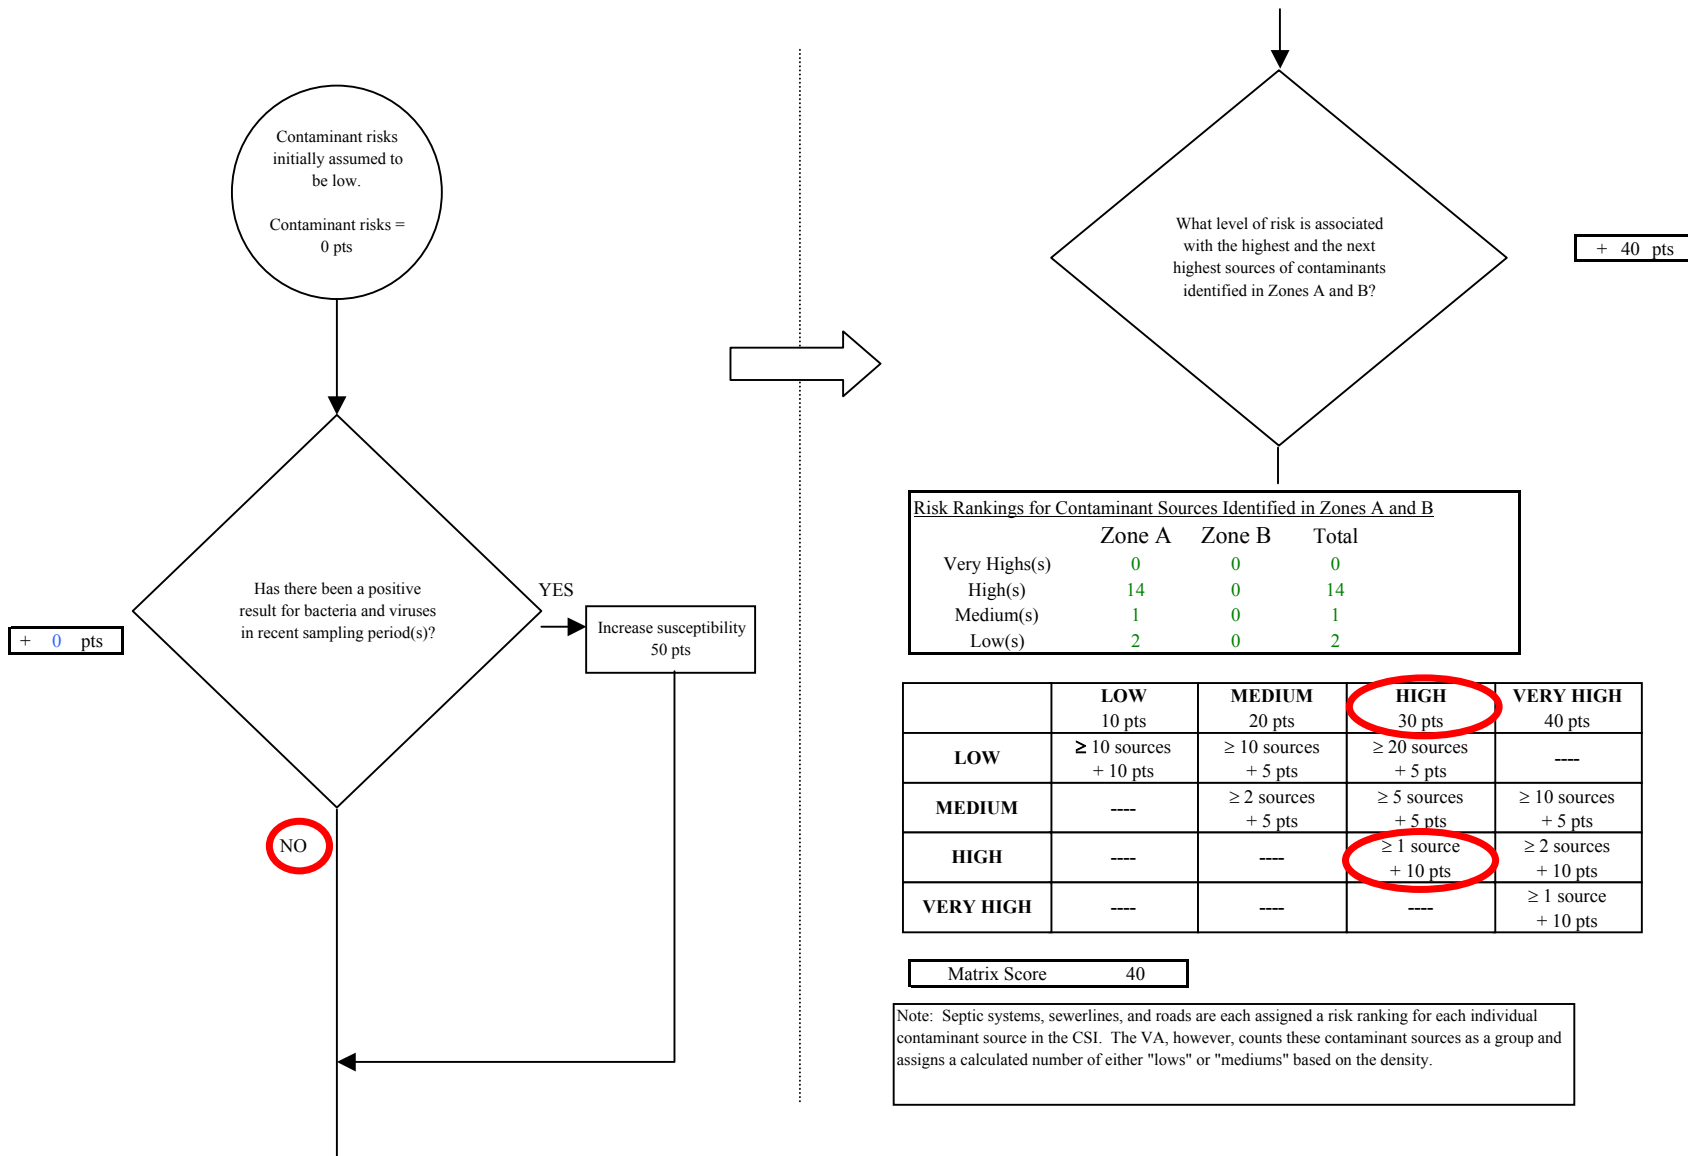 Contaminant risks
initially assumed to
be low.
Contaminant risks =
0 pts
Has there been a positive
result for bacteria and viruses
in recent sampling period(s)?
YES
+ 0 pts
Increase susceptibility
50 pts
NO
What level of risk is associated
with the highest and the next
highest sources of contaminants
identified in Zones A and B?
+ 40 pts
Risk Rankings for Contaminant Sources Identified in Zones A and B
Zone A Zone B Total
Very Highs(s) 0 0 0
High(s) 14 0 14
Medium(s) 1 0 1
Low(s) 2 0 2
LOW MEDIUM HIGH VERY HIGH
10 pts 20 pts 30 pts 40 pts
LOW ≥ 10 sources + 10 pts ≥ 10 sources + 5 pts ≥ 20 sources + 5 pts ----
MEDIUM ---- ≥ 2 sources + 5 pts ≥ 5 sources + 5 pts ≥ 10 sources + 5 pts
HIGH ---- ---- ≥ 1 source + 10 pts ≥ 2 sources + 10 pts
VERY HIGH ---- ---- ---- ≥ 1 source + 10 pts
Matrix Score 40
Note: Septic systems, sewerlines, and roads are each assigned a risk ranking for each individual
contaminant source in the CSI. The VA, however, counts these contaminant sources as a group and
assigns a calculated number of either "lows" or "mediums" based on the density.